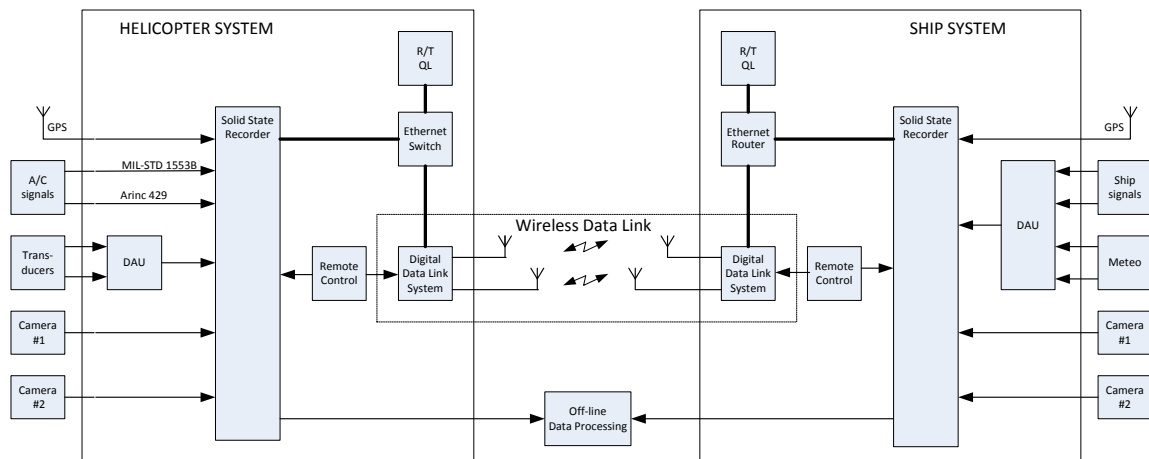 HELICOPTER SYSTEM
SHIP SYSTEM
R/T
QL
R/T
QL
GPS
Solid State
Recorder
Ethernet
Switch
Ethernet
Router
Solid State
Recorder
GPS
A/C
signals
MIL-STD 1553B
Arinc 429
DAU
Ship
signals
Wireless Data Link
Trans-
ducers
DAU
Remote
Control
Digital
Data Link
System
Digital
Data Link
System
Remote
Control
Meteo
Camera
#1
Camera
#1
Camera
#2
Off-line
Data Processing
Camera
#2